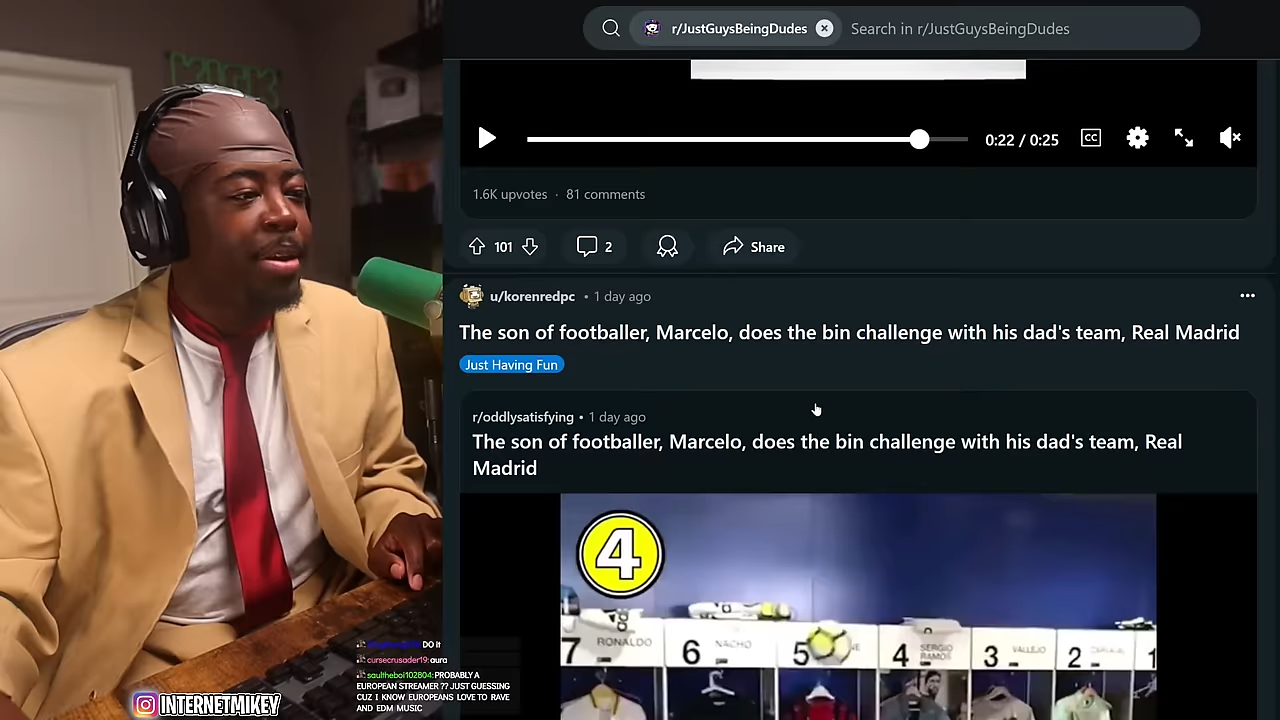 KICK
r/JustGuysBeingDudes
Search in r/JustGuysBeingDudes
0:22 / 0:25
CC
1.6K upvotes · 81 comments
101
2
Share
u/korenredpc • 1 day ago
The son of footballer, Marcelo, does the bin challenge with his dad's team, Real Madrid
Just Having Fun
r/oddlysatisfying • 1 day ago
The son of footballer, Marcelo, does the bin challenge with his dad's team, Real
Madrid
4
7 RONALDO
6 NACHO
5
4 SERGIO RAMOS
3 VALLEJO
2 CARVAJAL
1
DO it
cursecrusader19: aura
saulthebol102804: PROBABLY A
EUROPEAN STREAMER ?? JUST GUESSING
CUZ I KNOW EUROPEANS LOVE TO RAVE
AND EDM MUSIC
INTERNETMIKEY